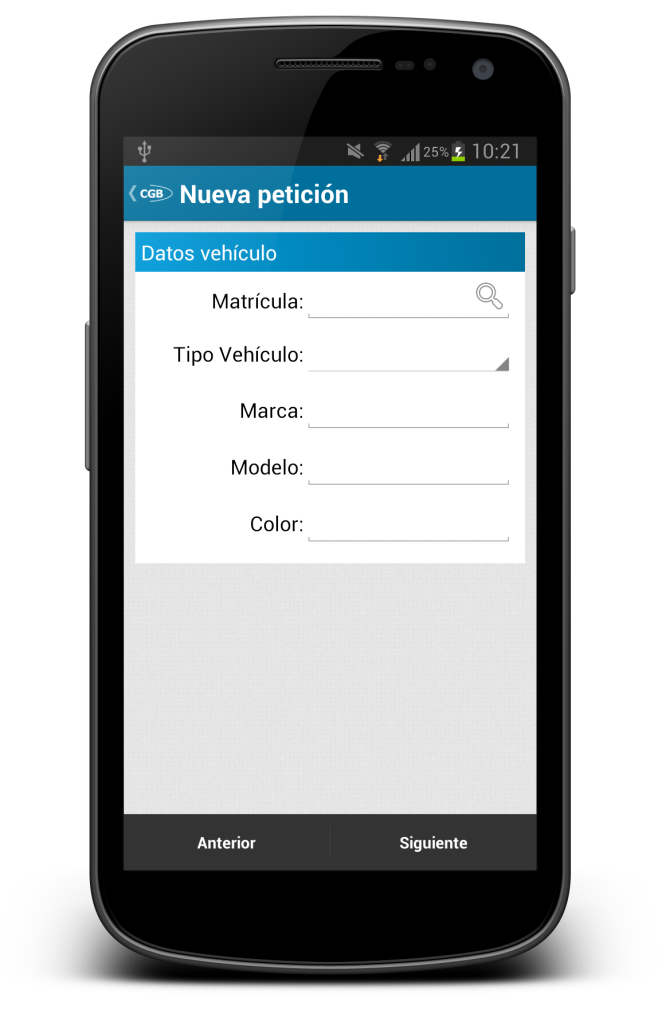 25% 10:21
CGB Nueva petición
Datos vehículo
Matrícula:
Tipo Vehículo:
Marca:
Modelo:
Color:
Anterior Siguiente